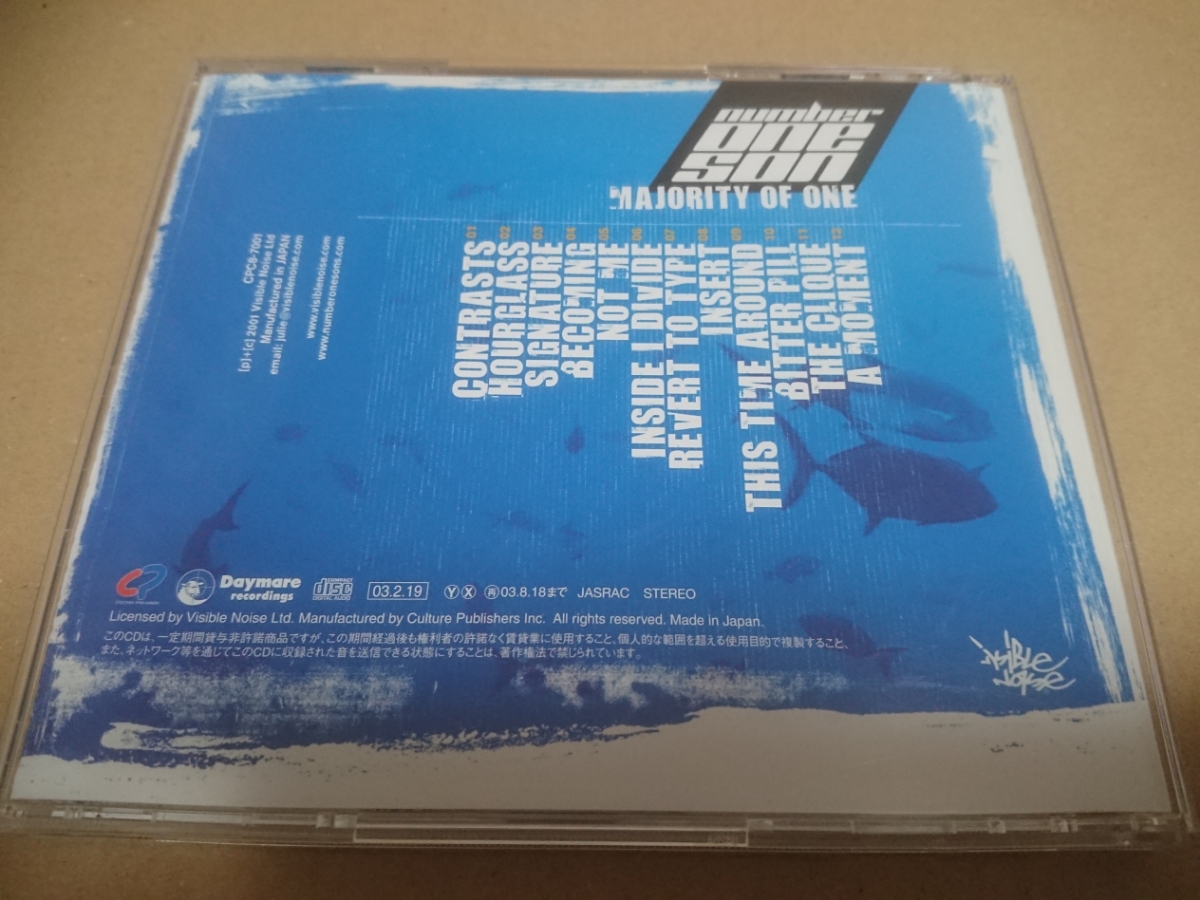 number
one
son
MAJORITY OF ONE
01 CONTRASTS
02 HOURGLASS
03 SIGNATURE
04 BECOMING
05 NOT ME
06 INSIDE I DIVIDE
07 REVERT TO TYPE
08 INSERT
09 THIS TIME AROUND
10 BITTER PILL
11 THE CLIQUE
12 A MOMENT
CPC8-7001
[p]+[c] 2001 Visible Noise Ltd
Manufactured in JAPAN
email: julie@visiblenoise.com
www.visiblenoise.com
www.numberonesons.com
CP
Daymare
recordings
COMPACT
disc
DIGITAL AUDIO
03.2.19 Ⓨ Ⓧ Ⓡ03.8.18まで JASRAC STEREO
Licensed by Visible Noise Ltd. Manufactured by Culture Publishers Inc. All rights reserved. Made in Japan.
このCDは、一定期間貸与非許諾商品ですが、この期間経過後も権利者の許諾なく賃貸業に使用すること、個人的な範囲を超える使用目的で複製すること、
また、ネットワーク等を通じてこのCDに収録された音を送信できる状態にすることは、著作権法で禁じられています。
visible
noise